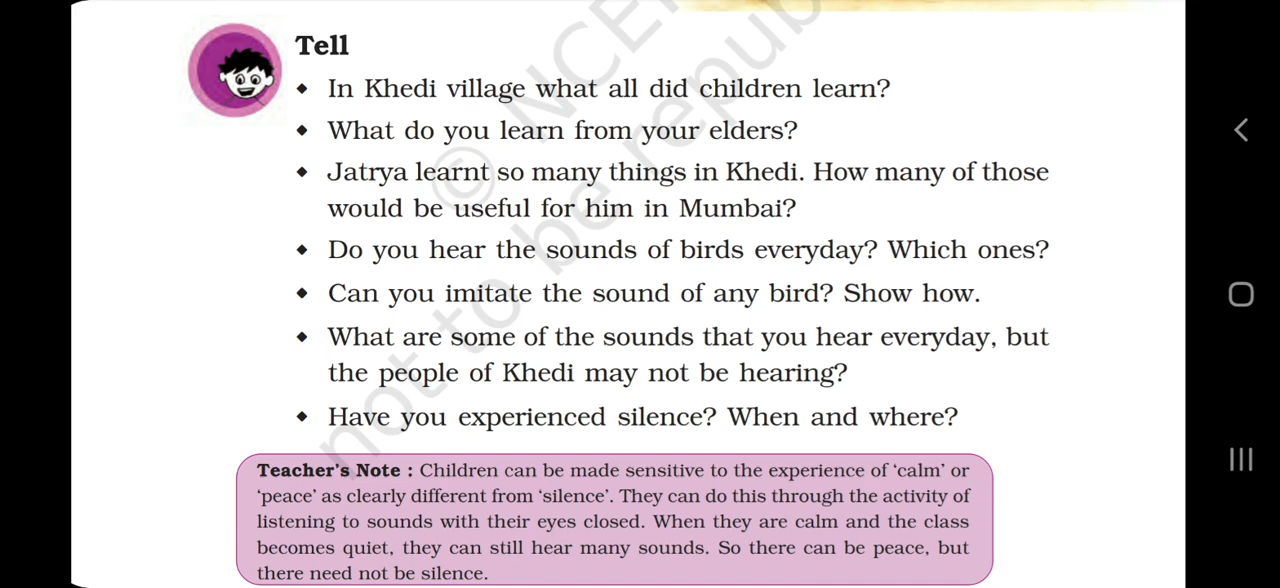 Tell
◆ In Khedi village what all did children learn?
◆ What do you learn from your elders?
◆ Jatrya learnt so many things in Khedi. How many of those
would be useful for him in Mumbai?
◆ Do you hear the sounds of birds everyday? Which ones?
◆ Can you imitate the sound of any bird? Show how.
◆ What are some of the sounds that you hear everyday, but
the people of Khedi may not be hearing?
◆ Have you experienced silence? When and where?
Teacher's Note : Children can be made sensitive to the experience of 'calm' or
'peace' as clearly different from 'silence'. They can do this through the activity of
listening to sounds with their eyes closed. When they are calm and the class
becomes quiet, they can still hear many sounds. So there can be peace, but
there need not be silence.
not to be repub